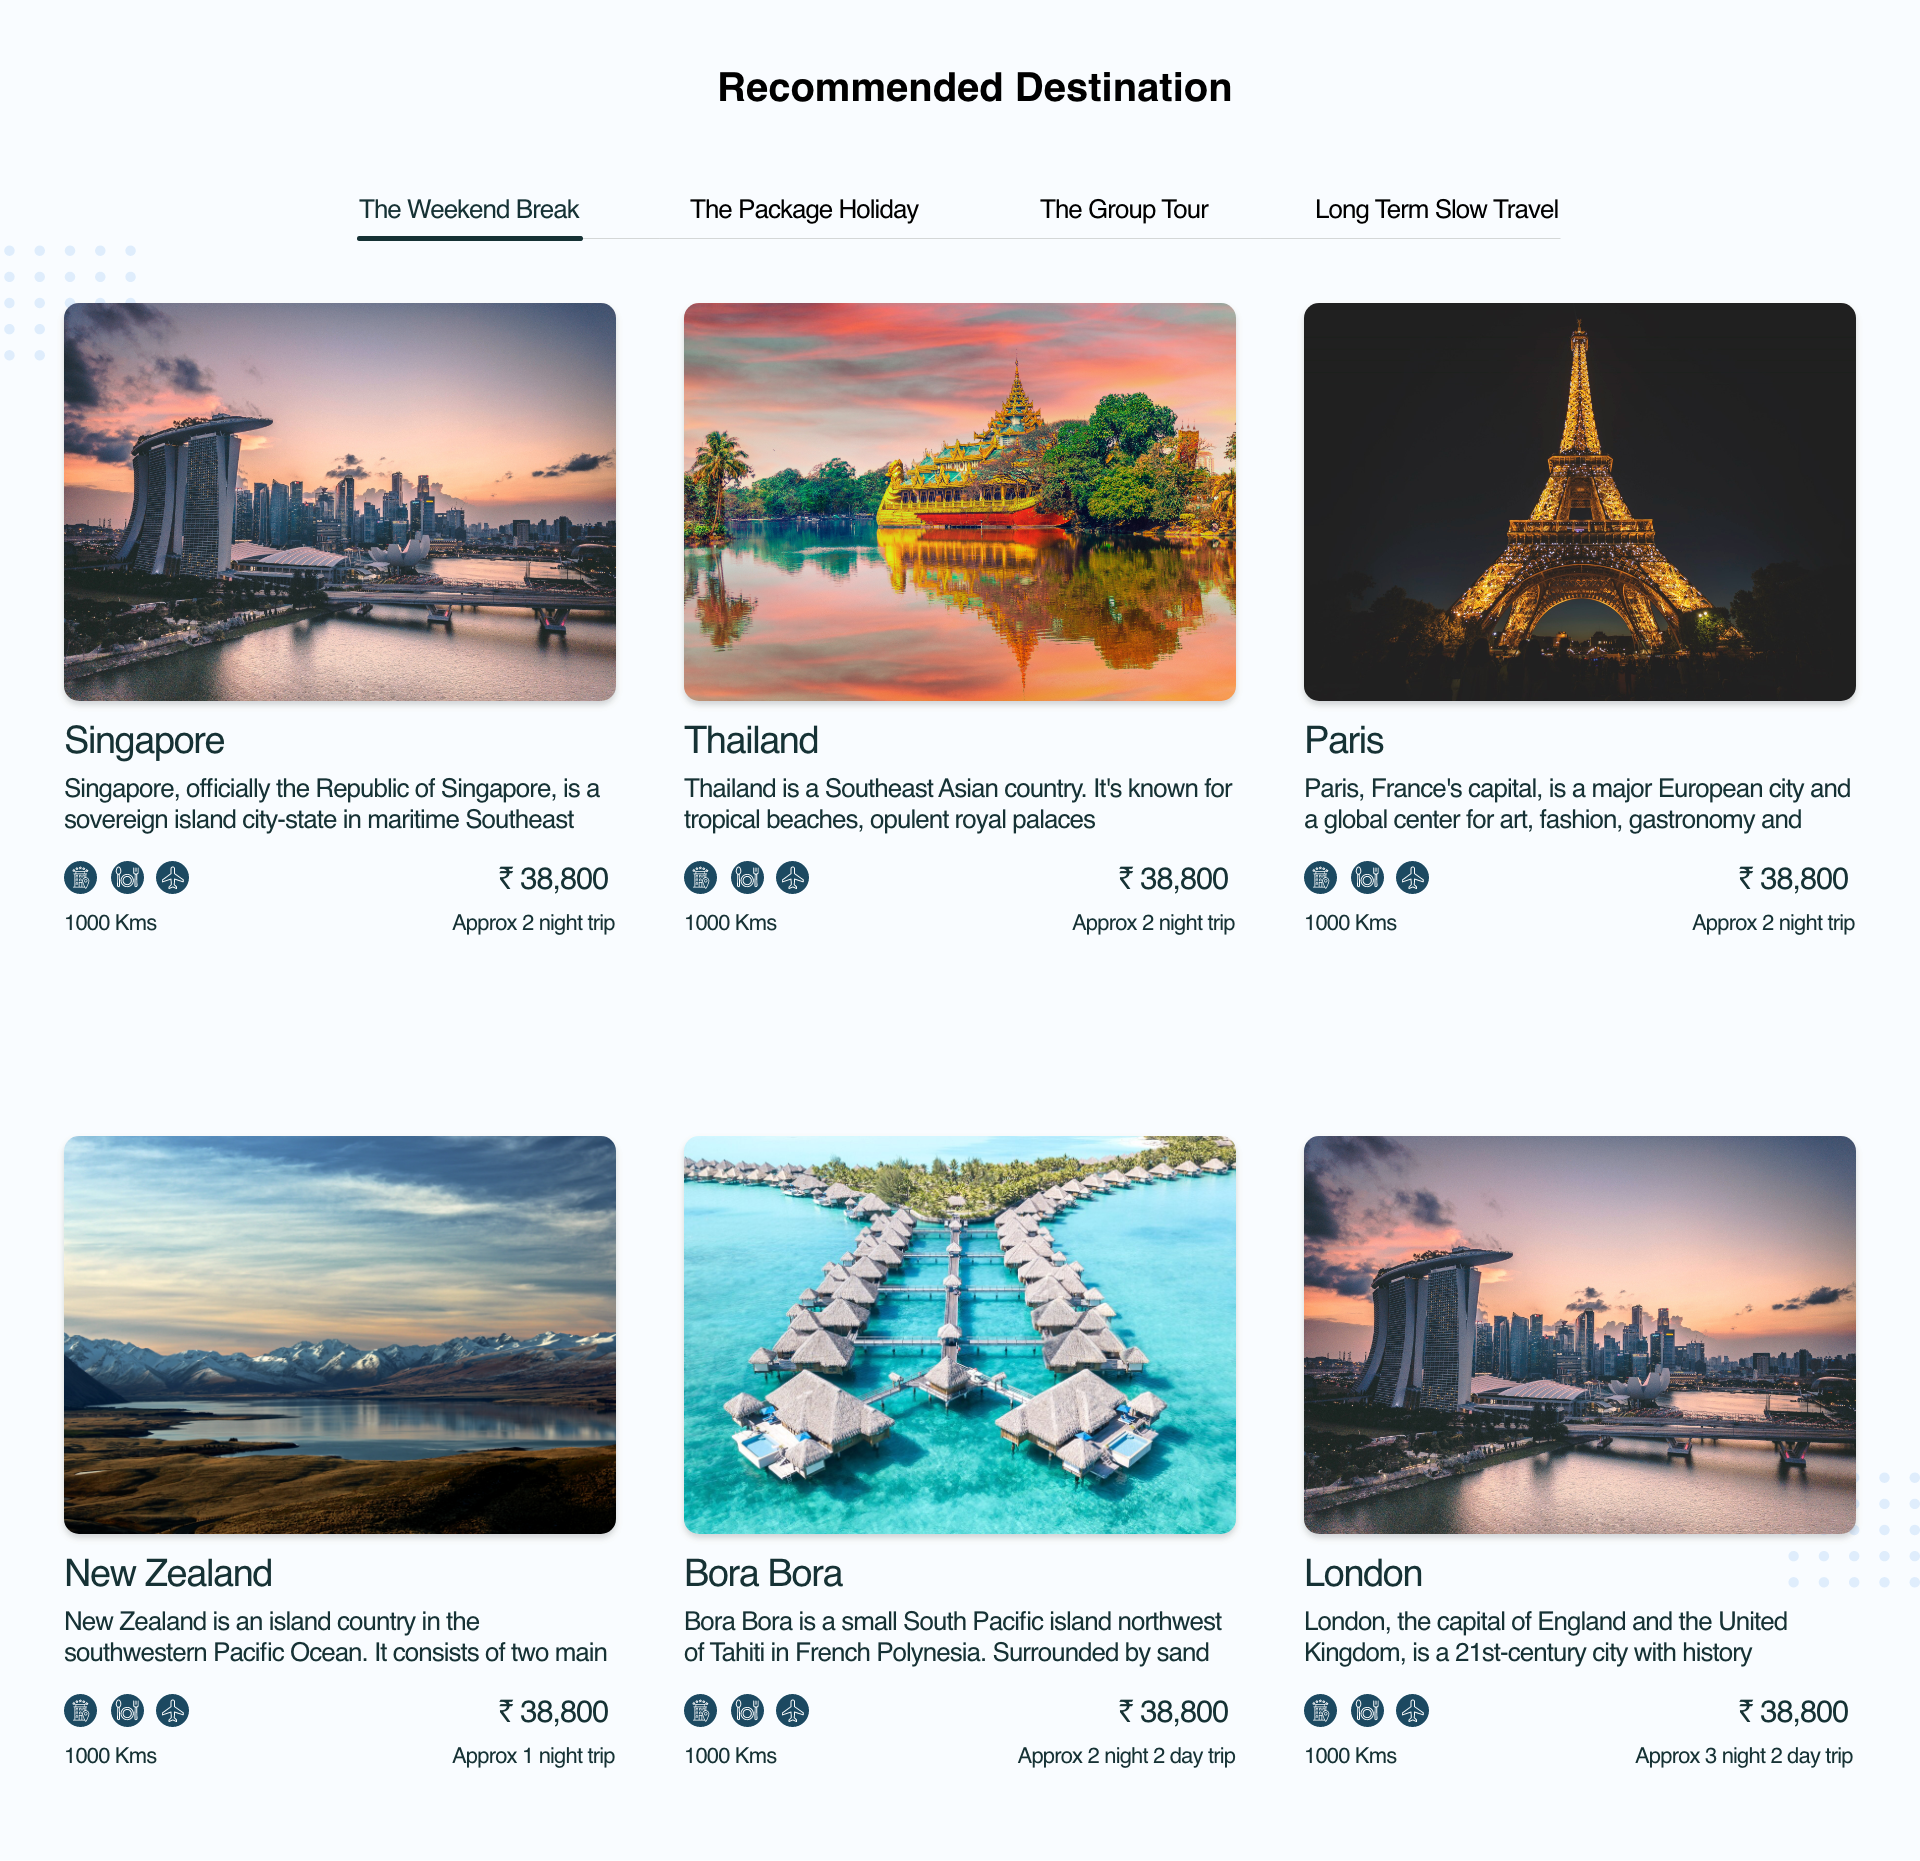 Recommended Destination
The Weekend Break
The Package Holiday
The Group Tour
Long Term Slow Travel
Singapore
Singapore, officially the Republic of Singapore, is a
sovereign island city-state in maritime Southeast
₹ 38,800
1000 Kms
Approx 2 night trip
Thailand
Thailand is a Southeast Asian country. It's known for
tropical beaches, opulent royal palaces
₹ 38,800
1000 Kms
Approx 2 night trip
Paris
Paris, France's capital, is a major European city and
a global center for art, fashion, gastronomy and
₹ 38,800
1000 Kms
Approx 2 night trip
New Zealand
New Zealand is an island country in the
southwestern Pacific Ocean. It consists of two main
₹ 38,800
1000 Kms
Approx 1 night trip
Bora Bora
Bora Bora is a small South Pacific island northwest
of Tahiti in French Polynesia. Surrounded by sand
₹ 38,800
1000 Kms
Approx 2 night 2 day trip
London
London, the capital of England and the United
Kingdom, is a 21st-century city with history
₹ 38,800
1000 Kms
Approx 3 night 2 day trip